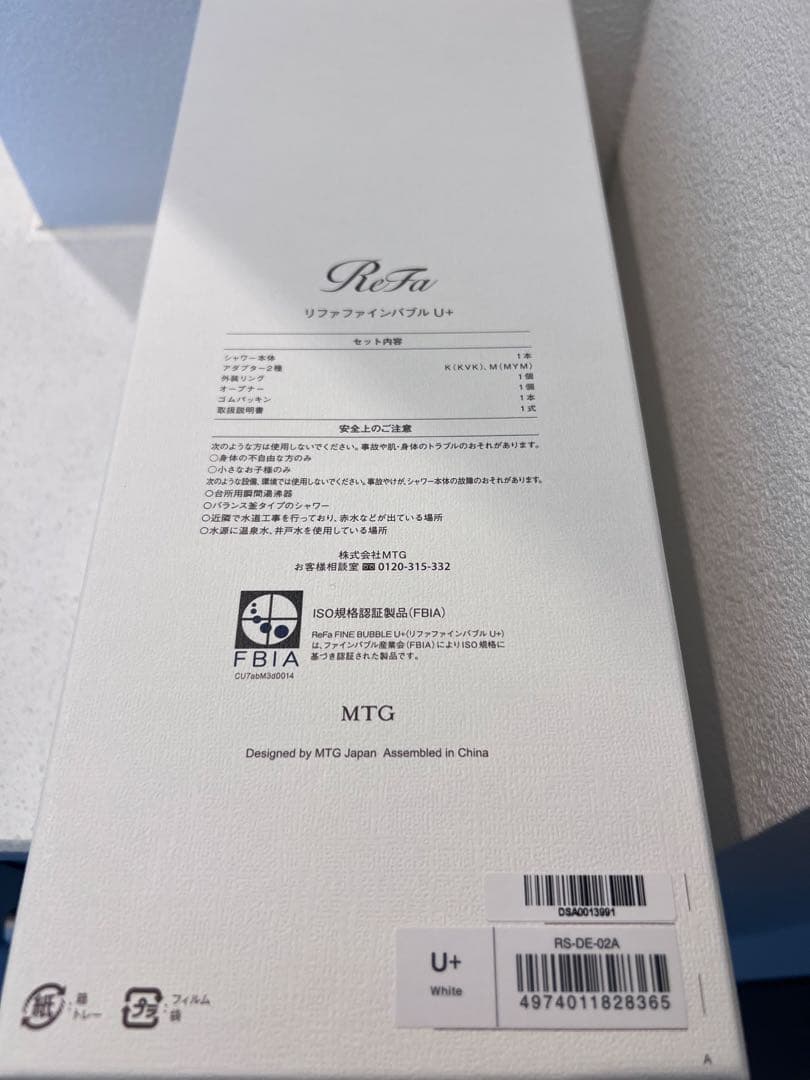 ReFa
リファファインバブル U+
セット内容
シャワー本体 1本
アダプター2種 K(KVK)、M(MYM)
外装リング 1個
オープナー 1個
ゴムパッキン 1本
取扱説明書 1式
安全上のご注意
次のような方は使用しないでください。事故や肌・身体のトラブルのおそれがあります。
○身体の不自由な方のみ
○小さなお子様のみ
次のような設備、環境では使用しないでください。事故やけが、シャワー本体の故障のおそれがあります。
○台所用瞬間湯沸器
○バランス釜タイプのシャワー
○近隣で水道工事を行っており、赤水などが出ている場所
○水源に温泉水、井戸水を使用している場所
株式会社MTG
お客様相談室 0120-315-332
FBIA
CU7abM3d0014
ISO規格認証製品(FBIA)
ReFa FINE BUBBLE U+(リファファインバブル U+)
は、ファインバブル産業会(FBIA)によりISO規格に
基づき認証された製品です。
MTG
Designed by MTG Japan Assembled in China
DSA0013991
U+
White
RS-DE-02A
4974011828365
紙:箱
トレー
プラ:フィルム
袋
A